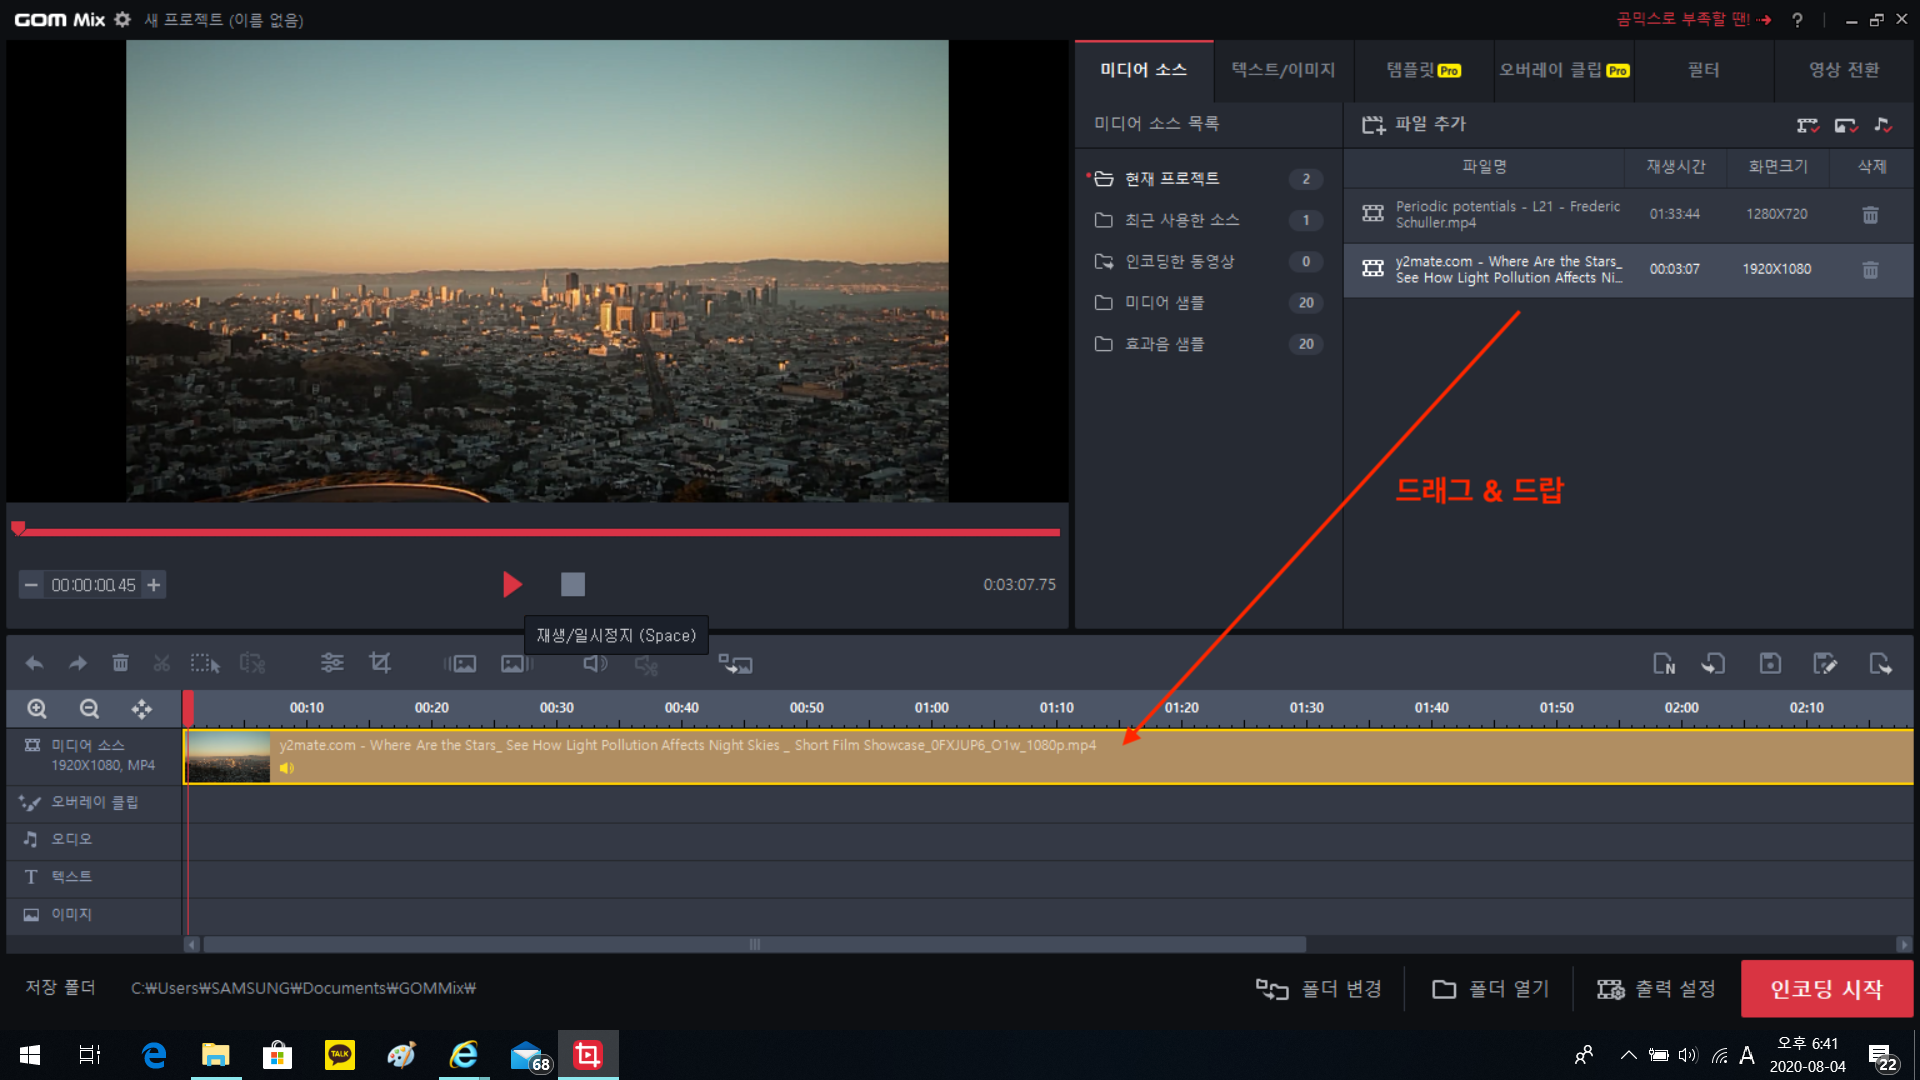 GOM Mix 새 프로젝트 (이름 없음)
곰믹스로 부족할 땐! ?
미디어 소스 텍스트/이미지 템플릿 Pro 오버레이 클립 Pro 필터 영상 전환
미디어 소스 목록
파일 추가
현재 프로젝트 2
최근 사용한 소스 1
인코딩한 동영상 0
미디어 샘플 20
효과음 샘플 20
파일명 재생시간 화면크기 삭제
Periodic potentials - L21 - Frederic
Schuller.mp4
01:33:44 1280X720
y2mate.com - Where Are the Stars_
See How Light Pollution Affects Ni...
00:03:07 1920X1080
드래그 & 드랍
00:00:00.45
0:03:07.75
재생/일시정지 (Space)
N
00:10 00:20 00:30 00:40 00:50 01:00 01:10 01:20 01:30 01:40 01:50 02:00 02:10
미디어 소스
1920X1080, MP4
y2mate.com - Where Are the Stars_ See How Light Pollution Affects Night Skies _ Short Film Showcase_0FXJUP6_O1w_1080p.mp4
오버레이 클립
오디오
T 텍스트
이미지
저장 폴더 C:₩Users₩SAMSUNG₩Documents₩GOMMix₩
폴더 변경 폴더 열기 출력 설정 인코딩 시작
TALK
68
A
오후 6:41
2020-08-04
22